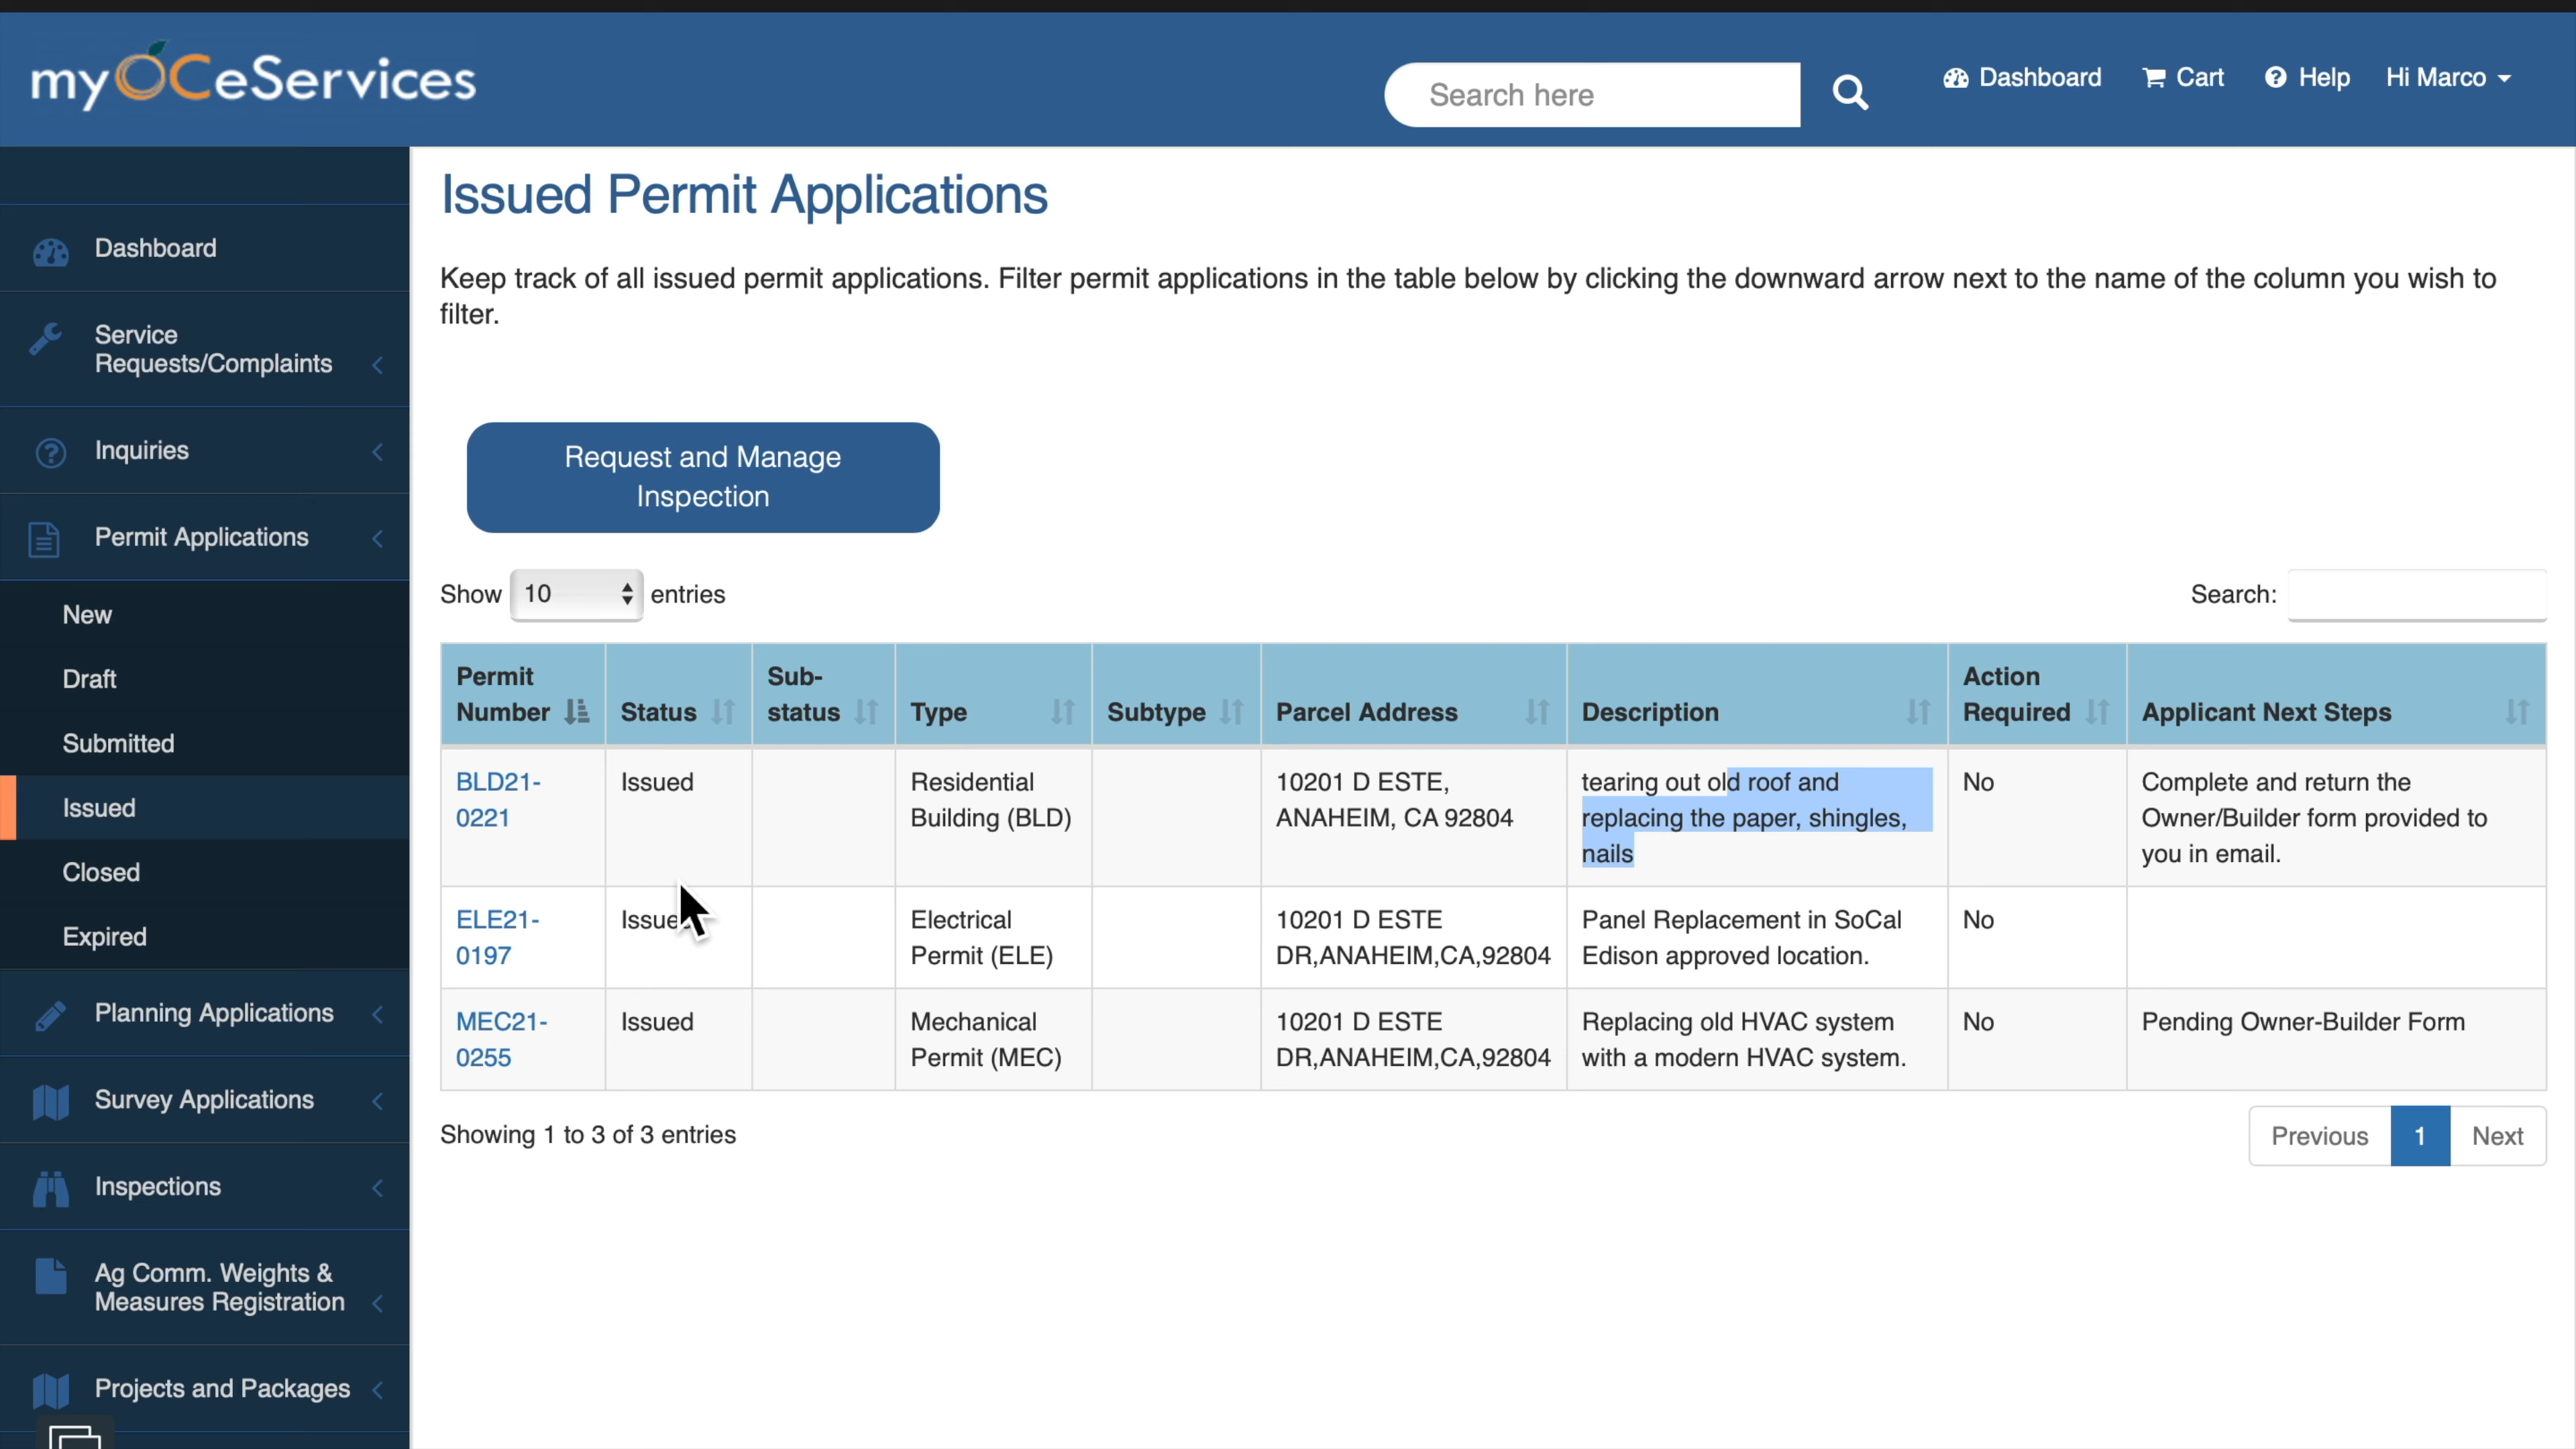 myOCeServices
Search here
Dashboard
Cart
Help
Hi Marco
Dashboard
Service
Requests/Complaints
Inquiries
Permit Applications
New
Draft
Submitted
Issued
Closed
Expired
Planning Applications
Survey Applications
Inspections
Ag Comm. Weights &
Measures Registration
Projects and Packages
Issued Permit Applications
Keep track of all issued permit applications. Filter permit applications in the table below by clicking the downward arrow next to the name of the column you wish to
filter.
Request and Manage
Inspection
Show 10 entries
Search:
Permit
Number
Status
Sub-
status
Type
Subtype
Parcel Address
Description
Action
Required
Applicant Next Steps
BLD21-
0221
Issued
Residential
Building (BLD)
10201 D ESTE,
ANAHEIM, CA 92804
tearing out old roof and
replacing the paper, shingles,
nails
No
Complete and return the
Owner/Builder form provided to
you in email.
ELE21-
0197
Issue
Electrical
Permit (ELE)
10201 D ESTE
DR,ANAHEIM,CA,92804
Panel Replacement in SoCal
Edison approved location.
No
MEC21-
0255
Issued
Mechanical
Permit (MEC)
10201 D ESTE
DR,ANAHEIM,CA,92804
Replacing old HVAC system
with a modern HVAC system.
No
Pending Owner-Builder Form
Showing 1 to 3 of 3 entries
Previous
1
Next